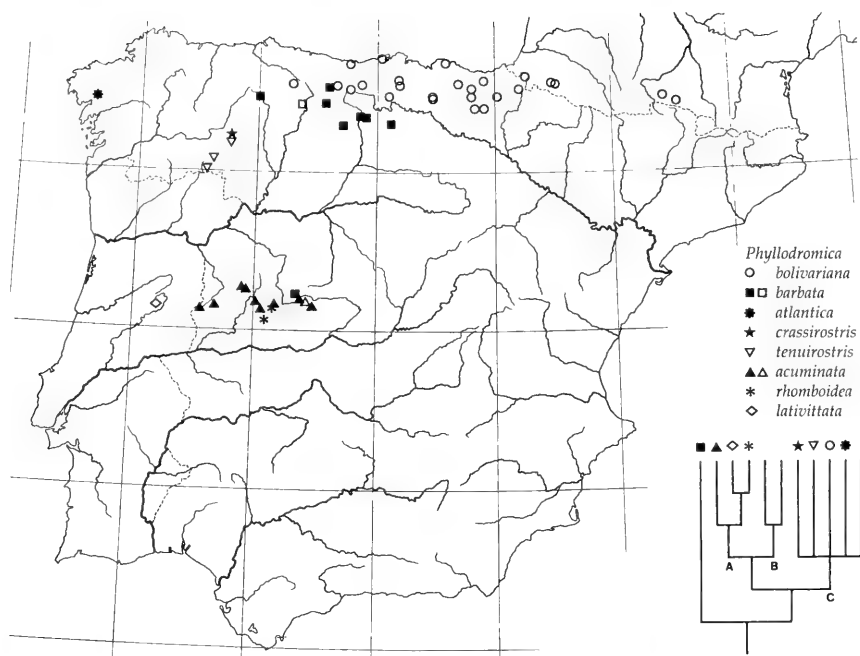 Phyllodromica
bolivariana
barbata
atlantica
crassirostris
tenuirostris
acuminata
rhomboidea
lativittata
A B
C